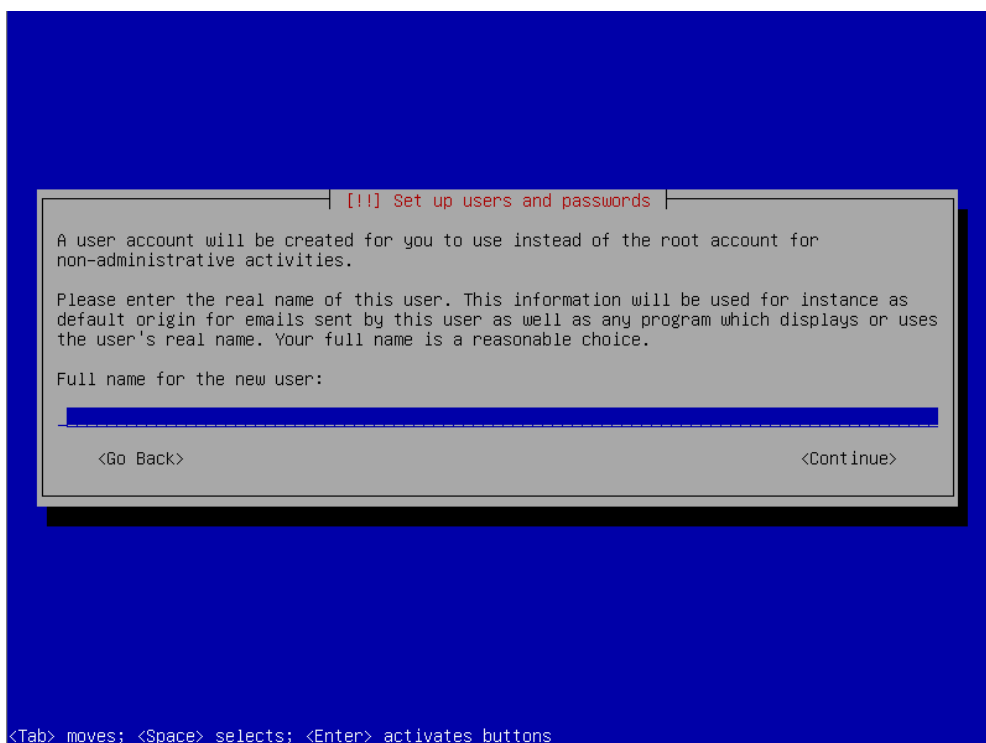 [!!] Set up users and passwords
A user account will be created for you to use instead of the root account for
non-administrative activities.
Please enter the real name of this user. This information will be used for instance as
default origin for emails sent by this user as well as any program which displays or uses
the user's real name. Your full name is a reasonable choice.
Full name for the new user:
<Go Back> <Continue>
<Tab> moves; <Space> selects; <Enter> activates buttons